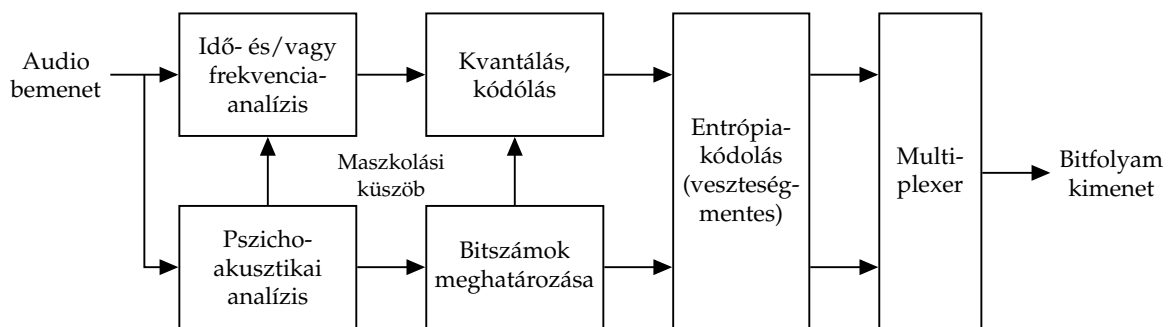 Audio
bemenet
Idő- és/vagy
frekvencia-
analízis
Kvantálás,
kódólás
Maszkolási
küszöb
Pszicho-
akusztikai
analízis
Bitszámok
meghatározása
Entrópia-
kódolás
(veszteség-
mentes)
Multi-
plexer
Bitfolyam
kimenet